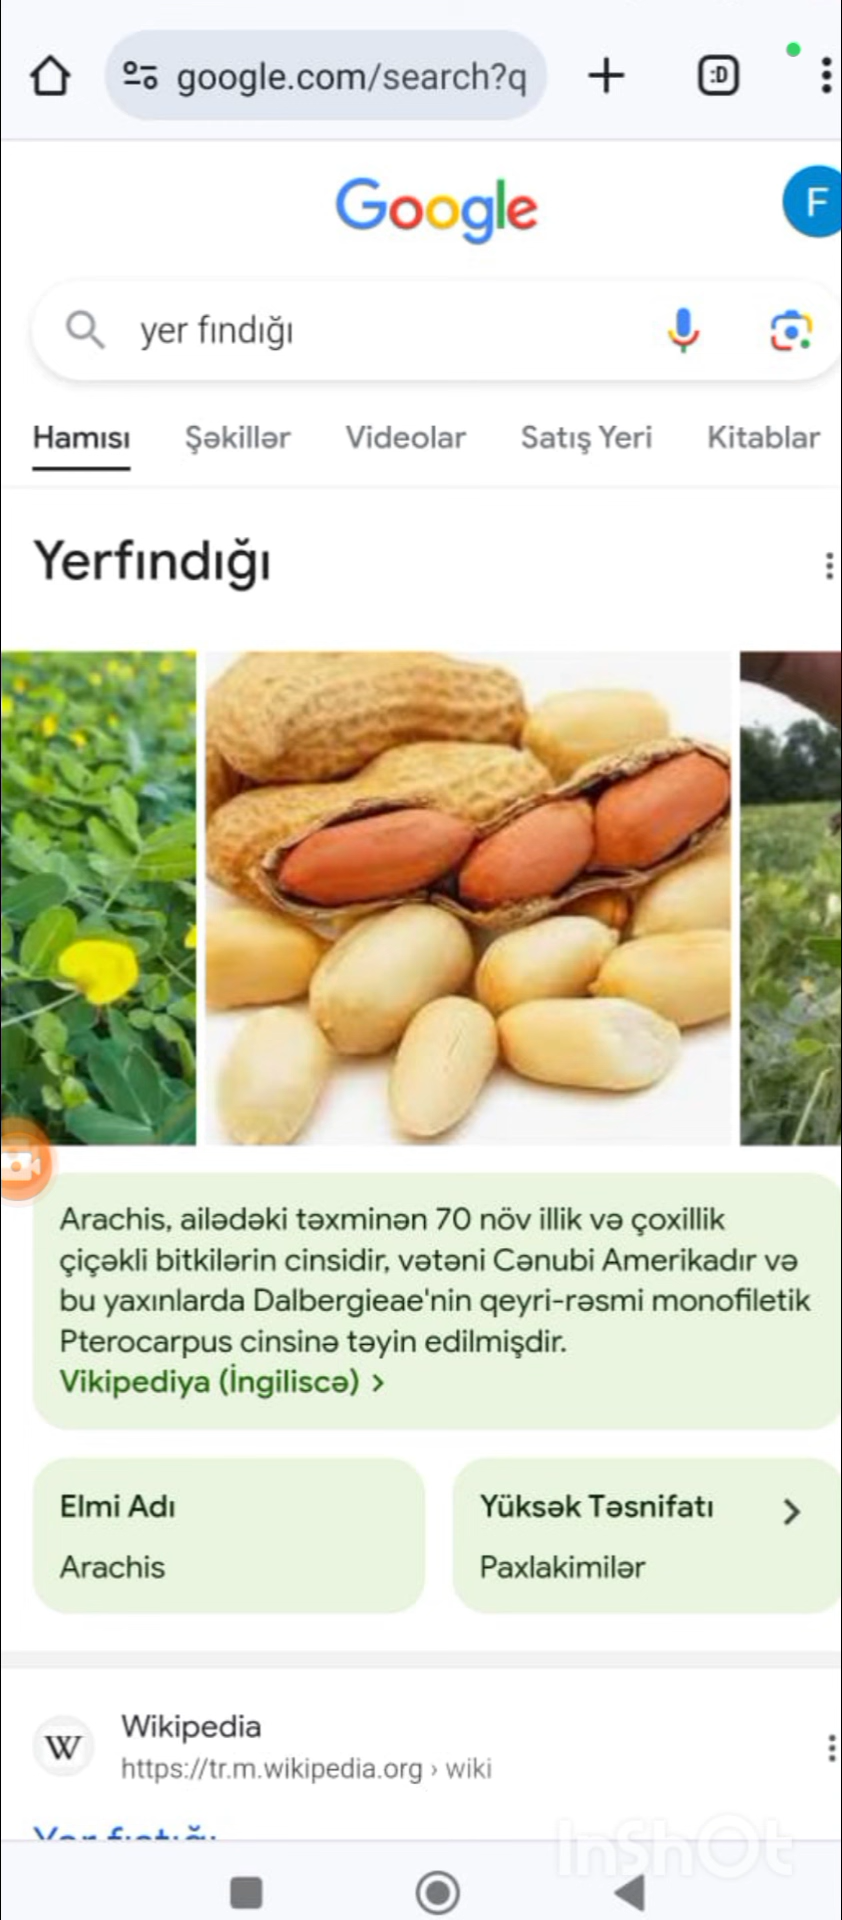 google.com/search?q
:D
Google
F
yer fındığı
Hamısı Şəkillər Videolar Satış Yeri Kitablar
Yerfındığı
Arachis, ailədəki təxminən 70 növ illik və çoxillik
çiçəkli bitkilərin cinsidir, vətəni Cənubi Amerikadır və
bu yaxınlarda Dalbergieae'nin qeyri-rəsmi monofiletik
Pterocarpus cinsinə təyin edilmişdir.
Vikipediya (İngiliscə) >
Elmi Adı
Arachis
Yüksək Təsnifatı
Paxlakimilər
W
Wikipedia
https://tr.m.wikipedia.org › wiki
InShOt